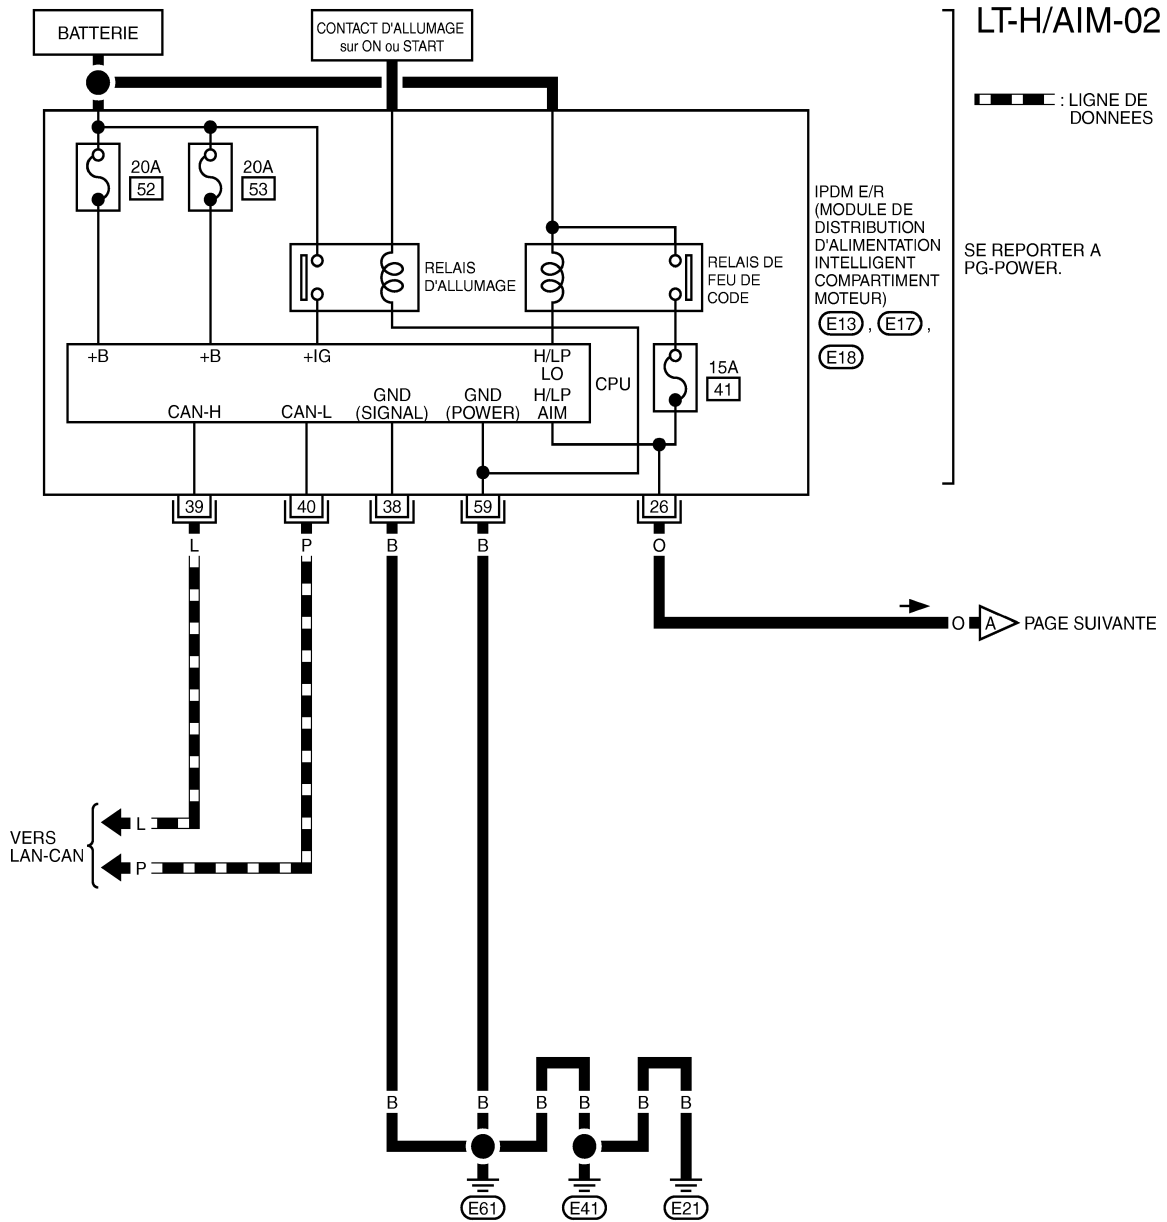 LT-H/AIM-02
BATTERIE
CONTACT D'ALLUMAGE
sur ON ou START
: LIGNE DE
DONNEES
20A
52
20A
53
IPDM E/R
(MODULE DE
DISTRIBUTION
D'ALIMENTATION
INTELLIGENT
COMPARTIMENT
MOTEUR)
E13 , E17 ,
E18
SE REPORTER A
PG-POWER.
RELAIS
D'ALLUMAGE
RELAIS DE
FEU DE
CODE
+B
+B
+IG
H/LP
LO
CPU
15A
41
CAN-H
CAN-L
GND
(SIGNAL)
GND
(POWER)
H/LP
AIM
39
40
38
59
26
L
P
B
B
O
O
A
PAGE SUIVANTE
VERS
LAN-CAN
L
P
B
B
B
B
B
B
E61
E41
E21